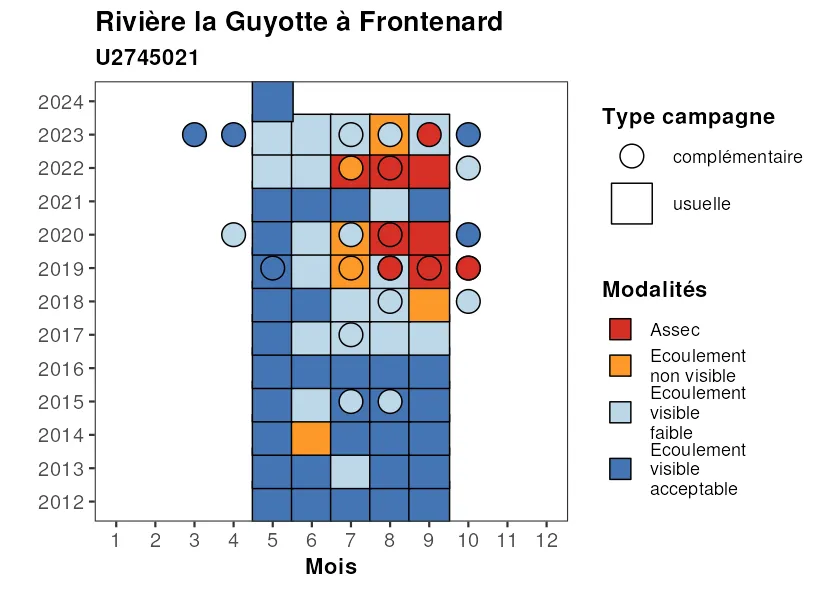 Rivière la Guyotte à Frontenard
U2745021
2024
2023
2022
2021
2020
2019
2018
2017
2016
2015
2014
2013
2012
1 2 3 4 5 6 7 8 9 10 11 12
Mois
Type campagne
complémentaire
usuelle
Modalités
Assec
Ecoulement
non visible
Ecoulement
visible
faible
Ecoulement
visible
acceptable